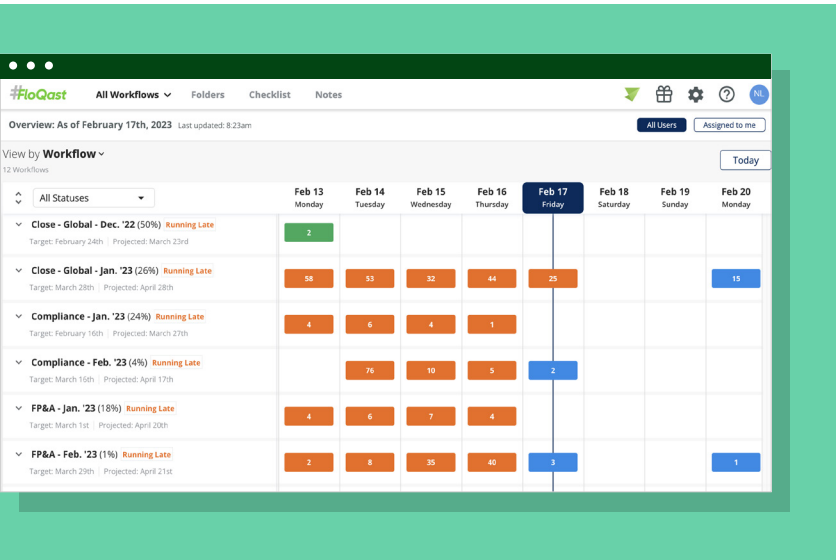 FloQast All Workflows Folders Checklist Notes NL
Overview: As of February 17th, 2023 Last updated: 8:23am All Users Assigned to me
View by Workflow Today
12 Workflows
All Statuses Feb 13 Feb 14 Feb 15 Feb 16 Feb 17 Feb 18 Feb 19 Feb 20
Monday Tuesday Wednesday Thursday Friday Saturday Sunday Monday
Close - Global - Dec. '22 (50%) Running Late 2
Target: February 24th | Projected: March 23rd
Close - Global - Jan. '23 (26%) Running Late 58 53 32 44 25 15
Target: March 28th | Projected: April 28th
Compliance - Jan. '23 (24%) Running Late 4 6 4 1
Target: February 16th | Projected: March 27th
Compliance - Feb. '23 (4%) Running Late 76 10 5 2
Target: March 16th | Projected: April 17th
FP&A - Jan. '23 (18%) Running Late 4 6 7 4
Target: March 1st | Projected: April 20th
FP&A - Feb. '23 (1%) Running Late 2 8 35 40 3 1
Target: March 29th | Projected: April 21st